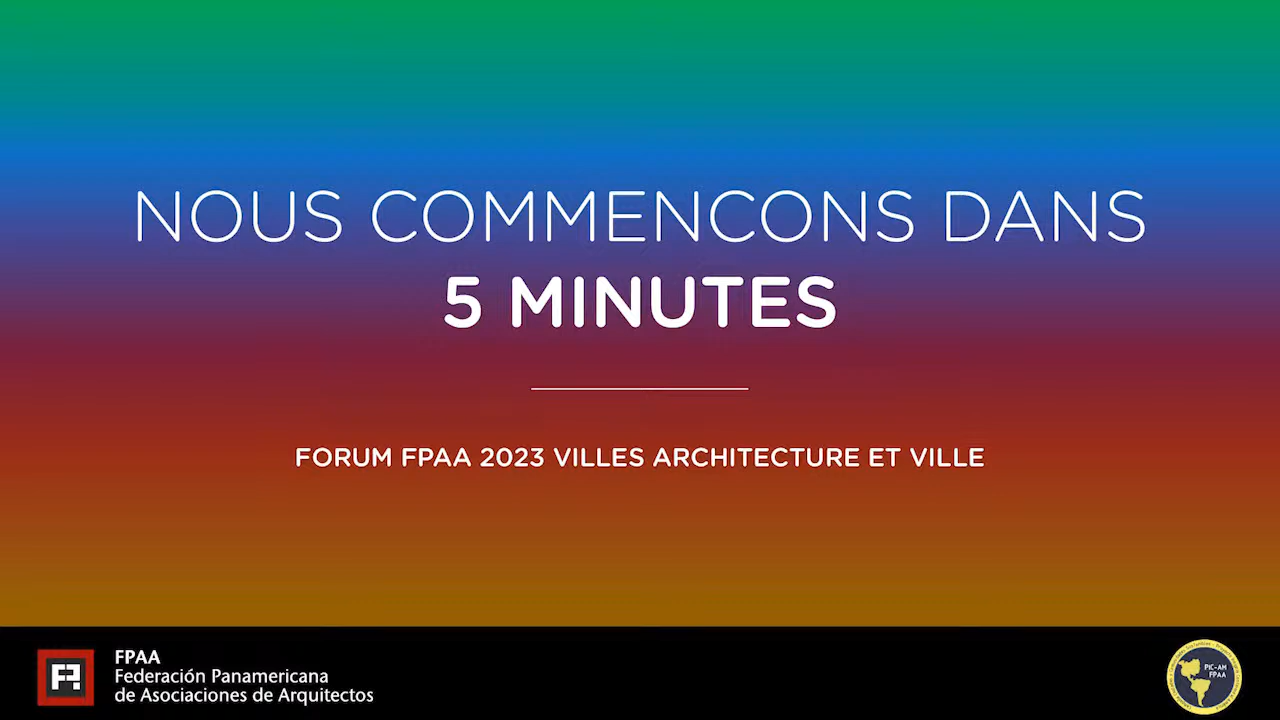 NOUS COMMENCONS DANS
5 MINUTES
FORUM FPAA 2023 VILLES ARCHITECTURE ET VILLE
FPAA
Federación Panamericana
de Asociaciones de Arquitectos
PIC-AH
FPAA